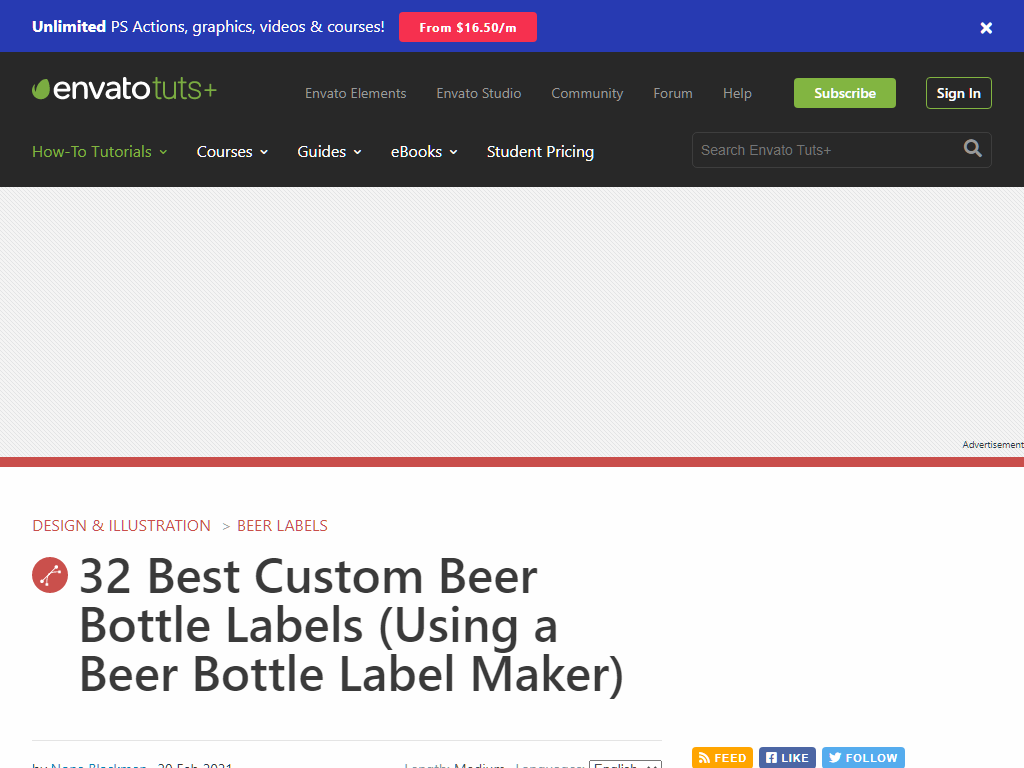 Unlimited PS Actions, graphics, videos & courses! From $16.50/m
envatotuts+ Envato Elements Envato Studio Community Forum Help Subscribe Sign In
How-To Tutorials Courses Guides eBooks Student Pricing Search Envato Tuts+
Advertisement
DESIGN & ILLUSTRATION > BEER LABELS
32 Best Custom Beer
Bottle Labels (Using a
Beer Bottle Label Maker)
by Nona Blackman 20 Feb 2021 Length: Medium Languages: English
FEED LIKE FOLLOW